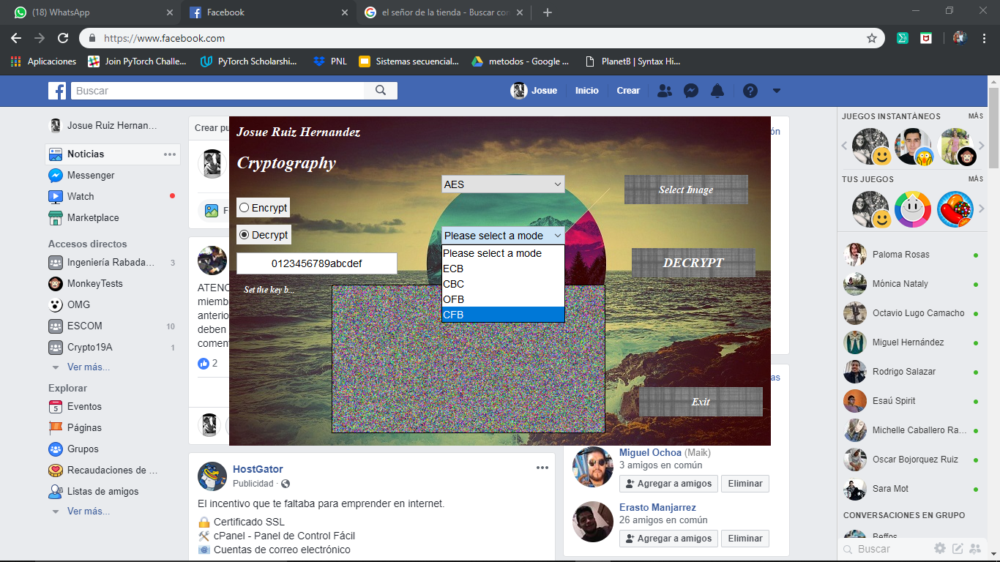 (18) WhatsApp
Facebook
el señor de la tienda - Buscar con
https://www.facebook.com
Aplicaciones
Join PyTorch Challe...
PyTorch Scholarshi...
PNL
Sistemas secuencial...
metodos - Google ...
PlanetB | Syntax Hi...
Buscar
Josue
Inicio
Crear
Josue Ruiz Hernan...
Noticias
Messenger
Watch
Marketplace
Accesos directos
Ingeniería Rabada... 3
MonkeyTests
OMG
ESCOM 10
Crypto19A 1
Ver más...
Explorar
Eventos
Páginas
Grupos
Recaudaciones de ...
Listas de amigos
Ver más...
Crear pu
ón
F
ATENC
miemb
anterio
deben
coment
2
as
Josue Ruiz Hernandez
Cryptography
Encrypt
Decrypt
0123456789abcdef
Set the key b...
AES
Please select a mode
Please select a mode
ECB
CBC
OFB
CFB
Select Image
DECRYPT
Exit
HostGator
Publicidad ·
El incentivo que te faltaba para emprender en internet.
Certificado SSL
cPanel - Panel de Control Fácil
Cuentas de correo electrónico
Miguel Ochoa (Maik)
3 amigos en común
Agregar a amigos
Eliminar
Erasto Manjarrez
26 amigos en común
Agregar a amigos
Eliminar
JUEGOS INSTANTÁNEOS MÁS
TUS JUEGOS MÁS
Paloma Rosas
Mónica Nataly
Octavio Lugo Camacho
Miguel Hernández
Rodrigo Salazar
Esaú Spirit
Michelle Caballero Ra...
Oscar Bojorquez Ruiz
Sara Mot
CONVERSACIONES EN GRUPO
Beffos
Buscar